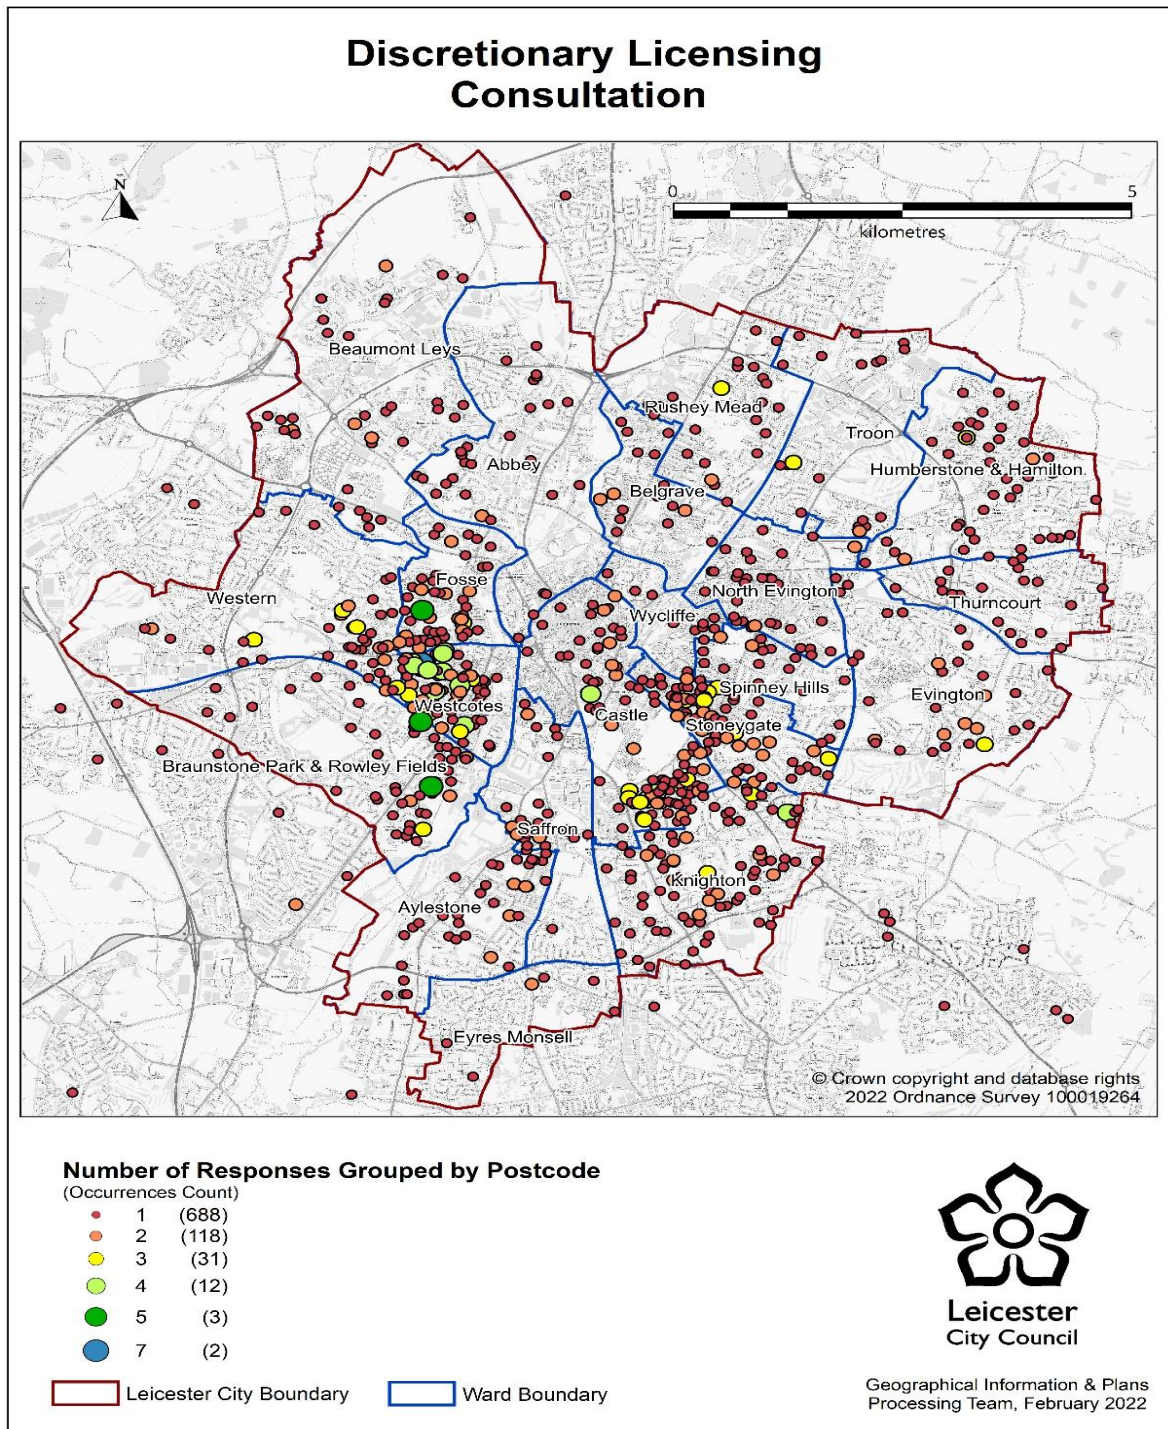 Discretionary Licensing
Consultation
N
0 5
kilometres
Beaumont Leys
Rushey Mead
Troon
Abbey
Humberstone & Hamilton
Belgrave
Fosse
Western
North Evington
Thurncourt
Wycliffe
Spinney Hills
Evington
Westcotes
Castle
Stoneygate
Braunstone Park & Rowley Fields
Saffron
Knighton
Aylestone
Eyres Monsell
© Crown copyright and database rights
2022 Ordnance Survey 100019264
Number of Responses Grouped by Postcode
(Occurrences Count)
1 (688)
2 (118)
3 (31)
4 (12)
5 (3)
7 (2)
Leicester City Boundary
Ward Boundary
Leicester
City Council
Geographical Information & Plans
Processing Team, February 2022